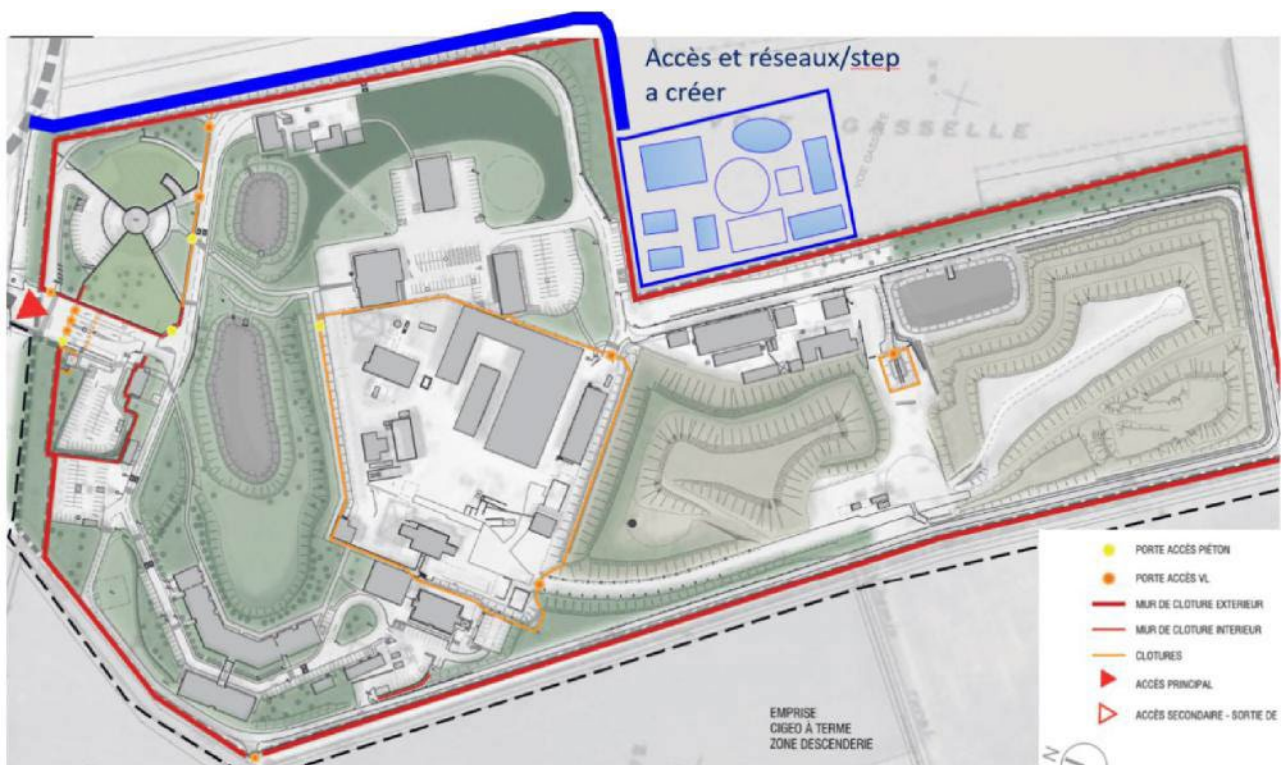 Accès et réseaux/step
a créer
GASSELLE
PORTE ACCÈS PIÉTON
PORTE ACCÈS VL
MUR DE CLOTURE EXTERIEUR
MUR DE CLOTURE INTERIEUR
CLOTURES
ACCÈS PRINCIPAL
ACCÈS SECONDAIRE - SORTIE DE
EMPRISE
CIGEO À TERME
ZONE DESCENDERIE
N